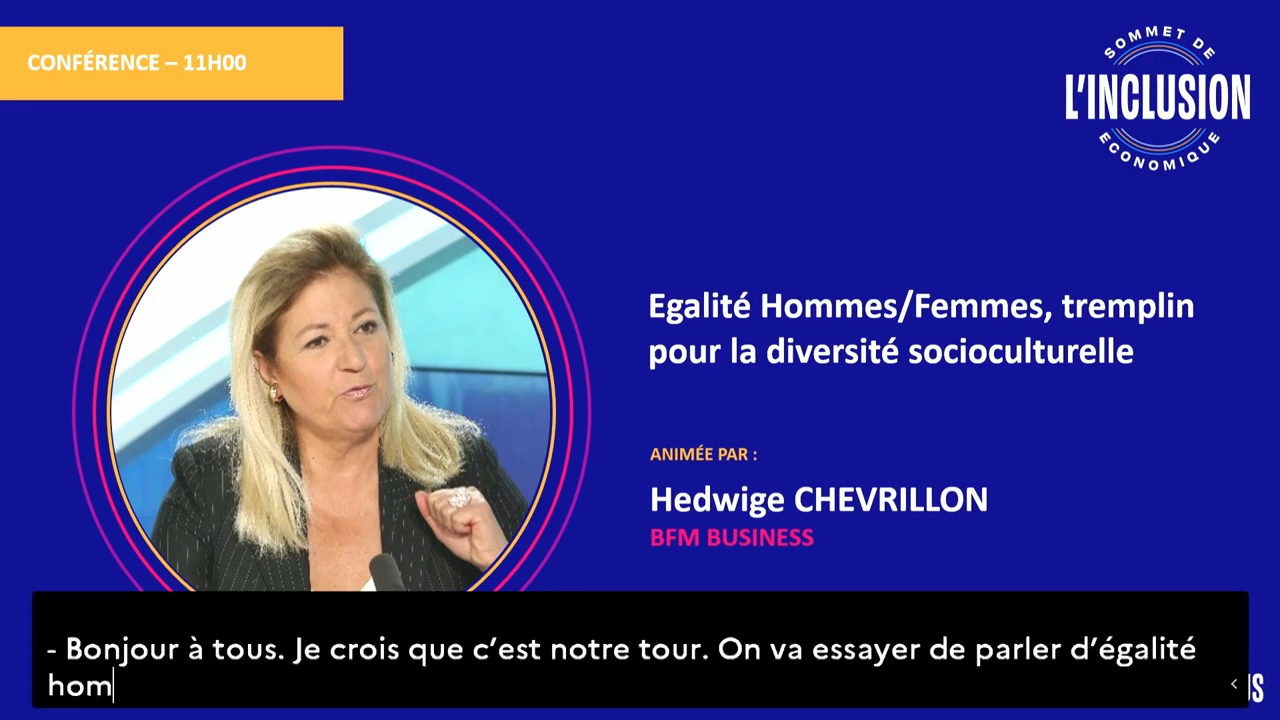 CONFÉRENCE – 11H00
SOMMET DE
L'INCLUSION
ECONOMIQUE
Egalité Hommes/Femmes, tremplin
pour la diversité socioculturelle
ANIMÉE PAR :
Hedwige CHEVRILLON
BFM BUSINESS
- Bonjour à tous. Je crois que c’est notre tour. On va essayer de parler d’égalité
hom